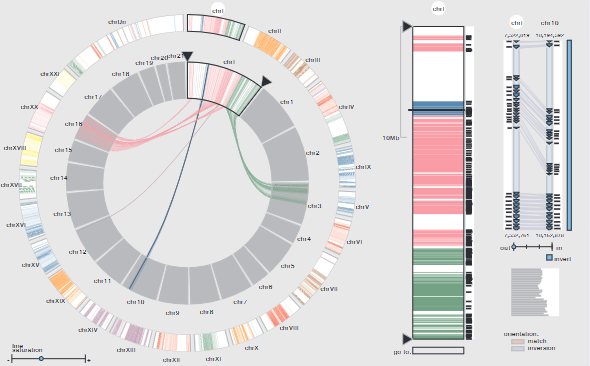 chrI
chrUn
chrII
chrIII
chrIV
chrIX
chrV
chrVI
chrVII
chrVIII
chrX
chrXI
chrXII
chrXIII
chrXIV
chrXIX
chrXV
chrXVI
chrXVII
chrXVIII
chrXX
chrXXI
chrI
chr1
chr2
chr3
chr4
chr5
chr6
chr7
chr8
chr9
chr10
chr11
chr12
chr13
chr14
chr15
chr16
chr17
chr18
chr19
chr20
line
saturation
-
+
chrI
10Mb
go to:
chrI
chr10
out
in
invert
orientation:
match
inversion